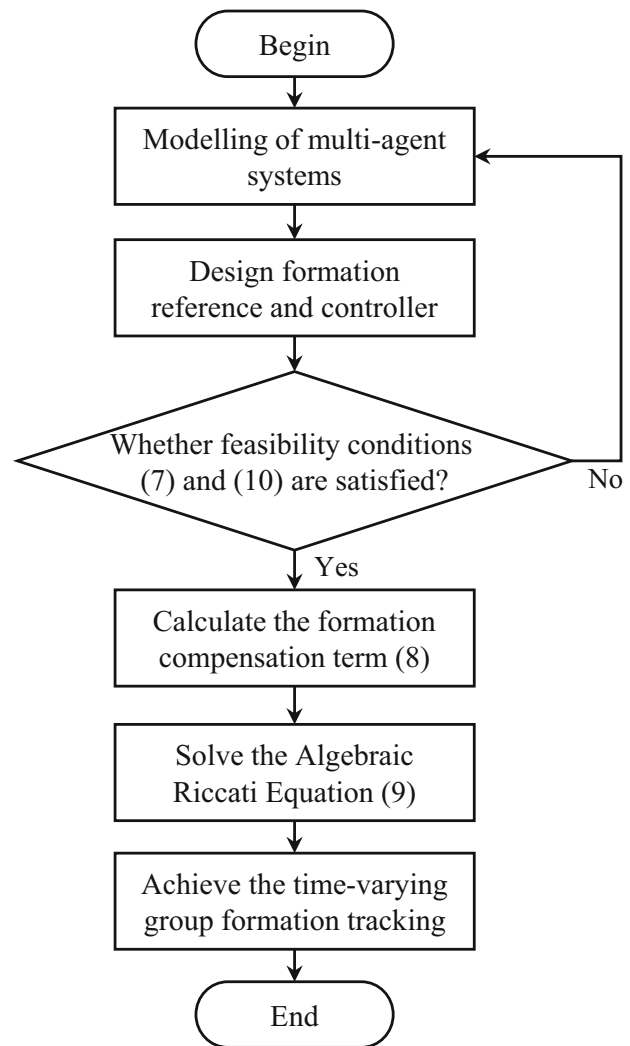 Begin
Modelling of multi-agent
systems
Design formation
reference and controller
Whether feasibility conditions
(7) and (10) are satisfied?
No
Yes
Calculate the formation
compensation term (8)
Solve the Algebraic
Riccati Equation (9)
Achieve the time-varying
group formation tracking
End